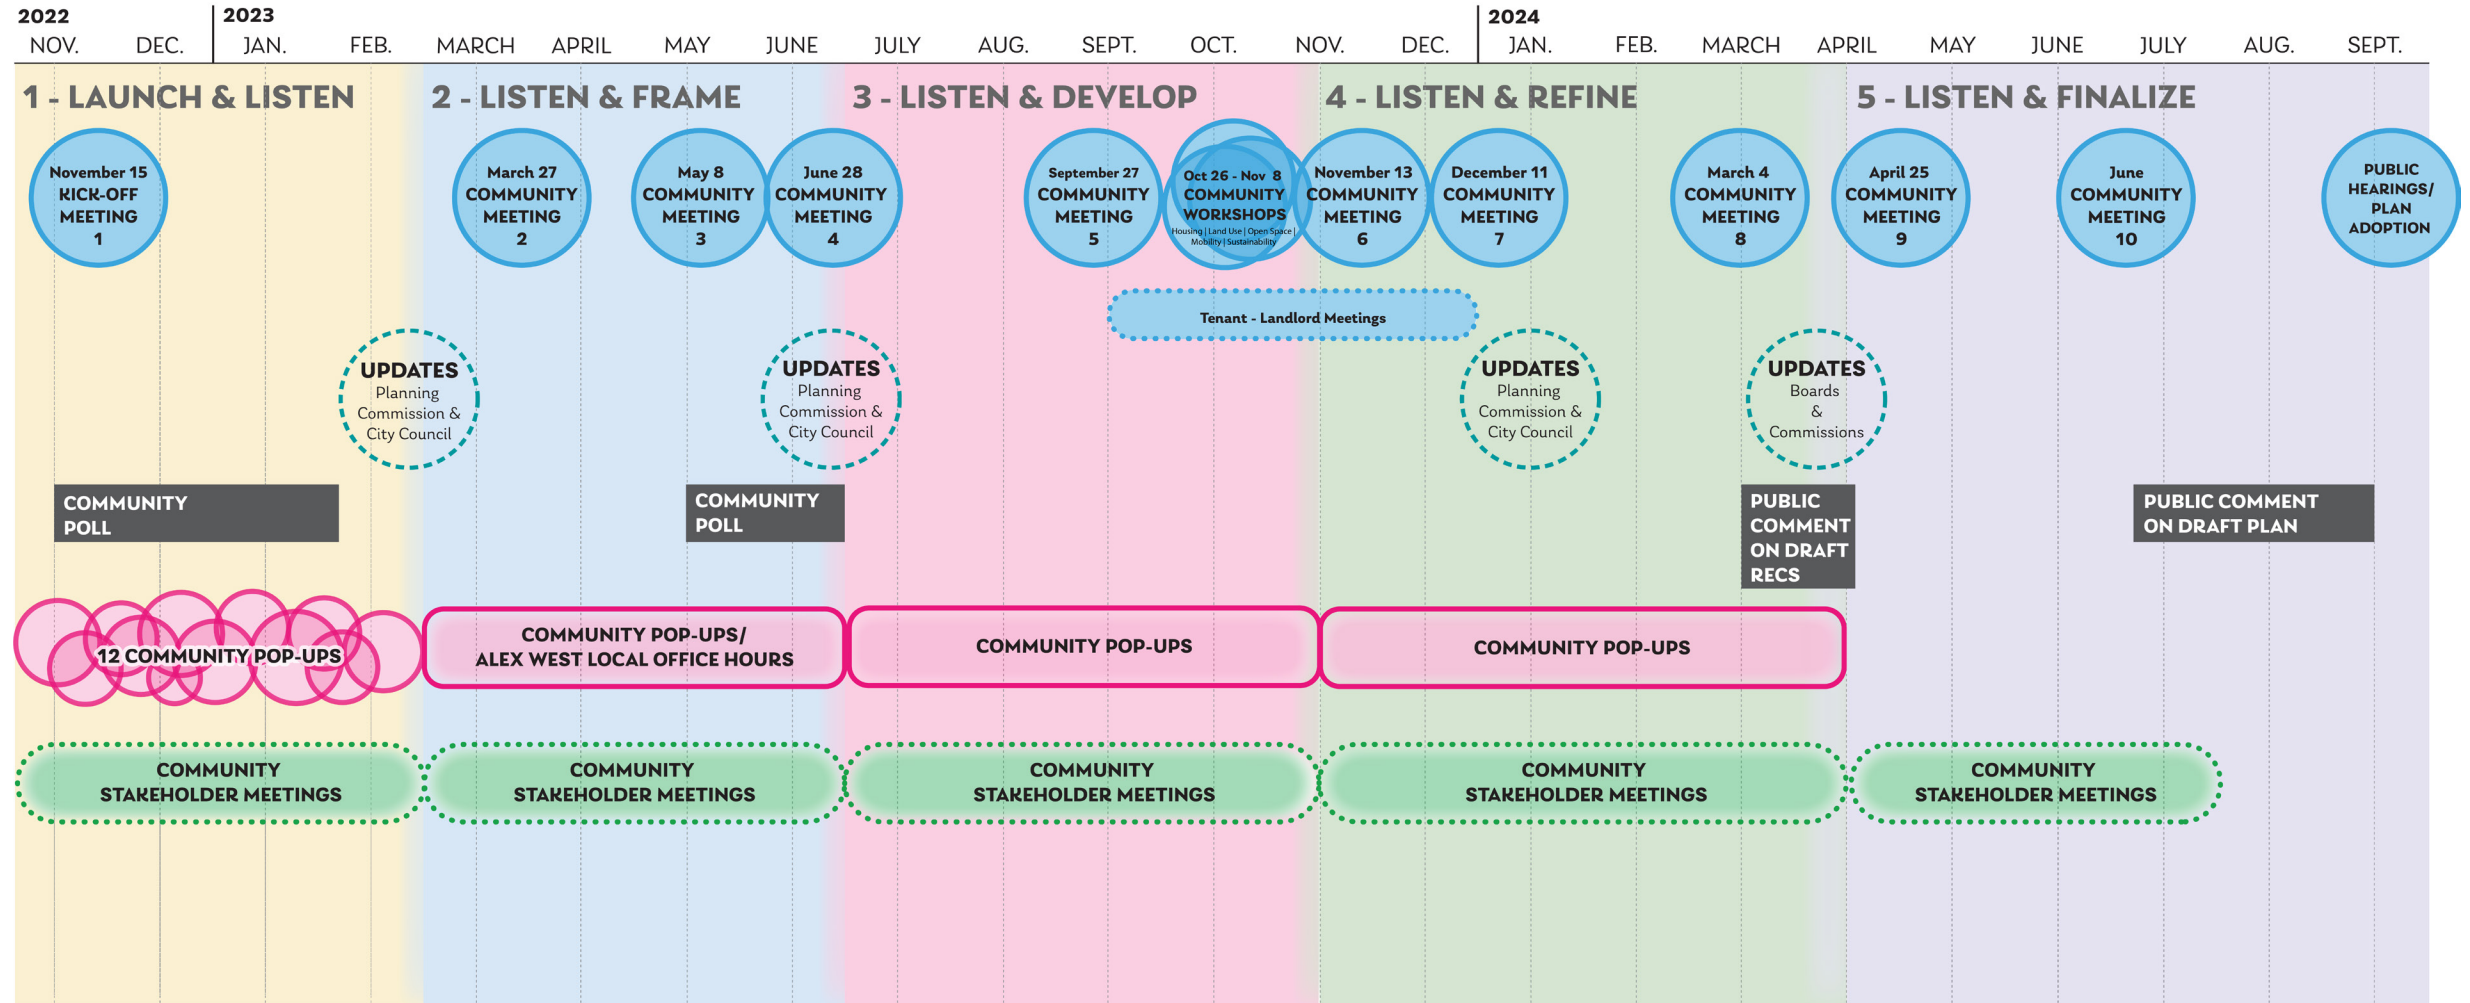 2022
2023
2024
NOV.
DEC.
JAN.
FEB.
MARCH
APRIL
MAY
JUNE
JULY
AUG.
SEPT.
OCT.
NOV.
DEC.
JAN.
FEB.
MARCH
APRIL
MAY
JUNE
JULY
AUG.
SEPT.
1 - LAUNCH & LISTEN
2 - LISTEN & FRAME
3 - LISTEN & DEVELOP
4 - LISTEN & REFINE
5 - LISTEN & FINALIZE
November 15
KICK-OFF
MEETING
1
March 27
COMMUNITY
MEETING
2
May 8
COMMUNITY
MEETING
3
June 28
COMMUNITY
MEETING
4
September 27
COMMUNITY
MEETING
5
Oct 26 - Nov 8
COMMUNITY
WORKSHOPS
Housing | Land Use | Open Space |
Mobility | Sustainability
November 13
COMMUNITY
MEETING
6
December 11
COMMUNITY
MEETING
7
March 4
COMMUNITY
MEETING
8
April 25
COMMUNITY
MEETING
9
June
COMMUNITY
MEETING
10
PUBLIC
HEARINGS/
PLAN
ADOPTION
Tenant - Landlord Meetings
UPDATES
Planning
Commission &
City Council
UPDATES
Planning
Commission &
City Council
UPDATES
Planning
Commission &
City Council
UPDATES
Boards
&
Commissions
COMMUNITY
POLL
COMMUNITY
POLL
PUBLIC
COMMENT
ON DRAFT
RECS
PUBLIC COMMENT
ON DRAFT PLAN
12 COMMUNITY POP-UPS
COMMUNITY POP-UPS/
ALEX WEST LOCAL OFFICE HOURS
COMMUNITY POP-UPS
COMMUNITY POP-UPS
COMMUNITY
STAKEHOLDER MEETINGS
COMMUNITY
STAKEHOLDER MEETINGS
COMMUNITY
STAKEHOLDER MEETINGS
COMMUNITY
STAKEHOLDER MEETINGS
COMMUNITY
STAKEHOLDER MEETINGS